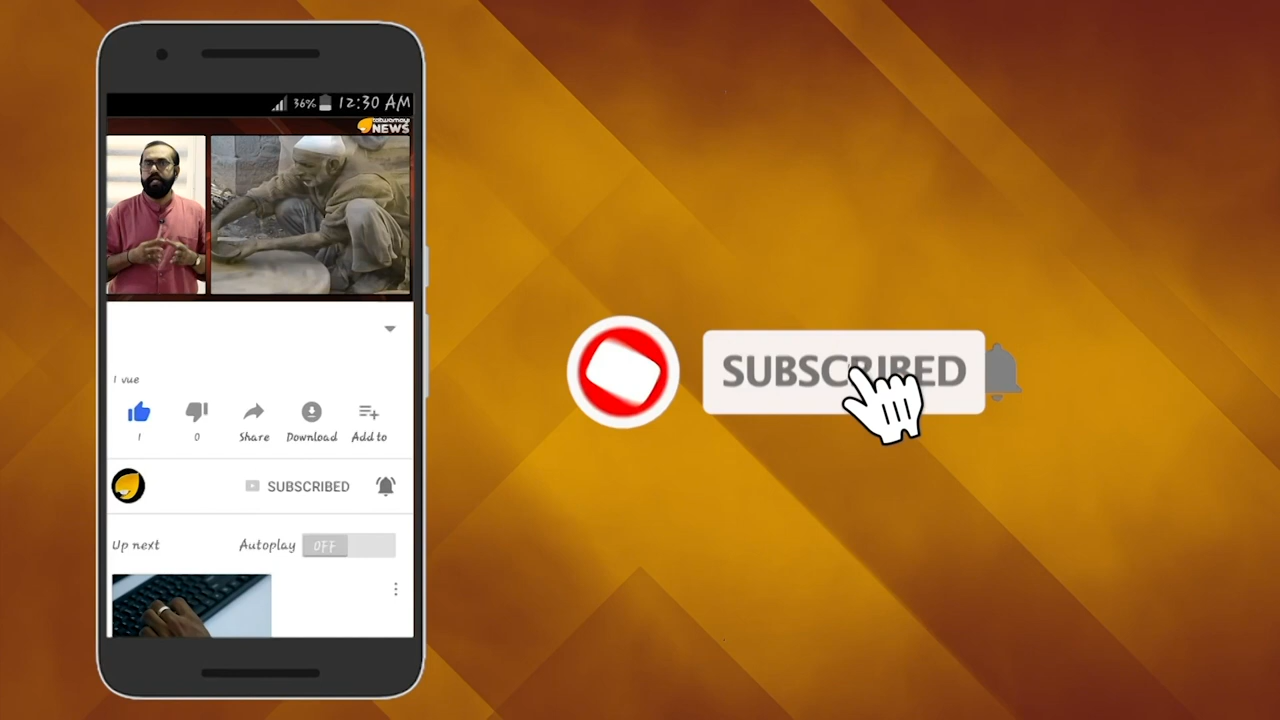 36% 12:30 AM
tatwamayi
NEWS
1 vue
1
0
Share
Download
Add to
SUBSCRIBED
Up next
Autoplay
OFF
SUBSCRIBED